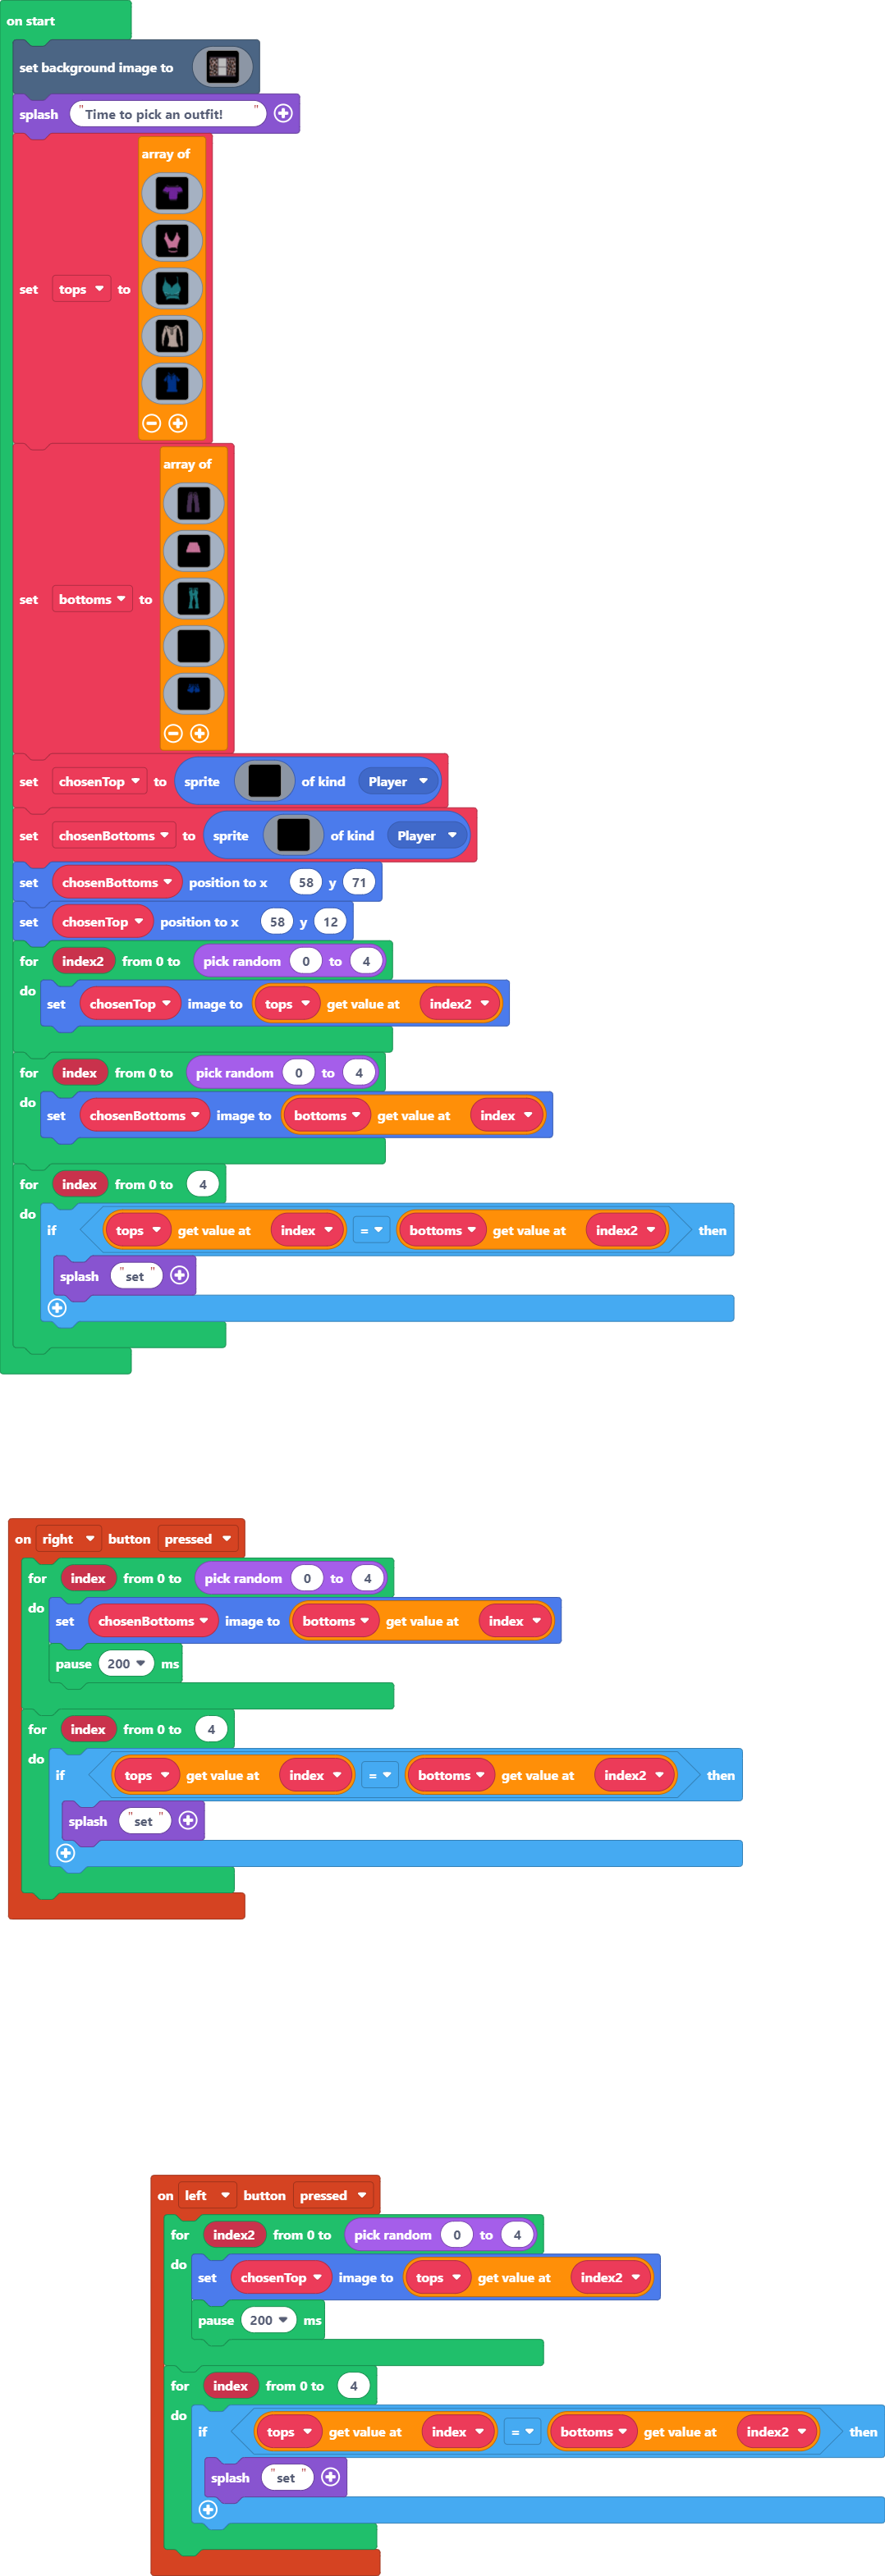 on start
set background image to
splash "Time to pick an outfit! "
array of
set tops to
array of
set bottoms to
set chosenTop to sprite of kind Player
set chosenBottoms to sprite of kind Player
set chosenBottoms position to x 58 y 71
set chosenTop position to x 58 y 12
for index2 from 0 to pick random 0 to 4
do set chosenTop image to tops get value at index2
for index from 0 to pick random 0 to 4
do set chosenBottoms image to bottoms get value at index
for index from 0 to 4
do if tops get value at index = bottoms get value at index2 then
splash "set "
on right button pressed
for index from 0 to pick random 0 to 4
do set chosenBottoms image to bottoms get value at index
pause 200 ms
for index from 0 to 4
do if tops get value at index = bottoms get value at index2 then
splash "set "
on left button pressed
for index2 from 0 to pick random 0 to 4
do set chosenTop image to tops get value at index2
pause 200 ms
for index from 0 to 4
do if tops get value at index = bottoms get value at index2 then
splash "set "